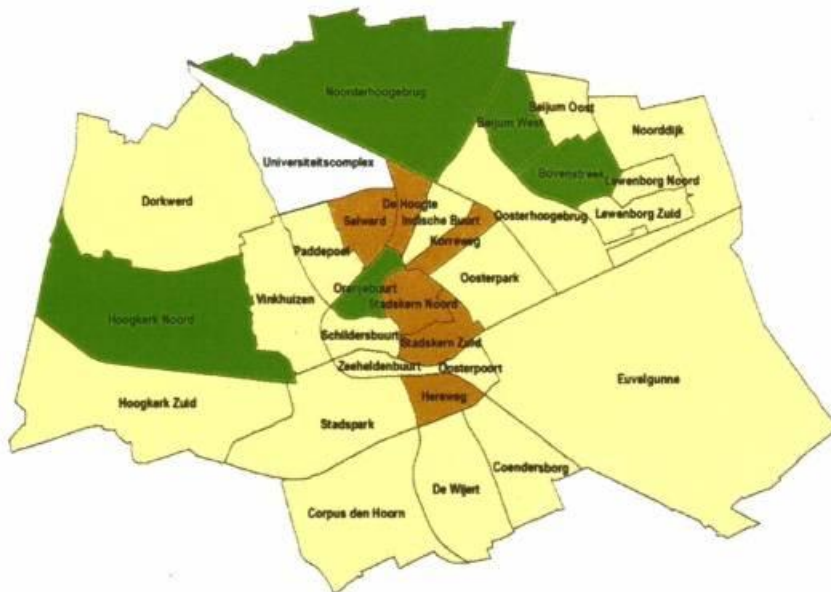 Noorderhoogebrug
Beijum Oost
Beijum West
Noorddijk
Universiteitscomplex
Bovenstreek
Lewenborg Noord
Dorkwerd
De Hoogte
Selwerd
Indische Buurt
Oosterhoogebrug
Lewenborg Zuid
Korreweg
Paddepoel
Oosterpark
Oranjebuurt
Vinkhuizen
Stadskern Noord
Hoogkerk Noord
Schildersbuurt
Stadskern Zuid
Zeeheldenbuurt
Oosterpoort
Euvelgunne
Hereweg
Hoogkerk Zuid
Stadspark
Coendersborg
De Wijert
Corpus den Hoorn